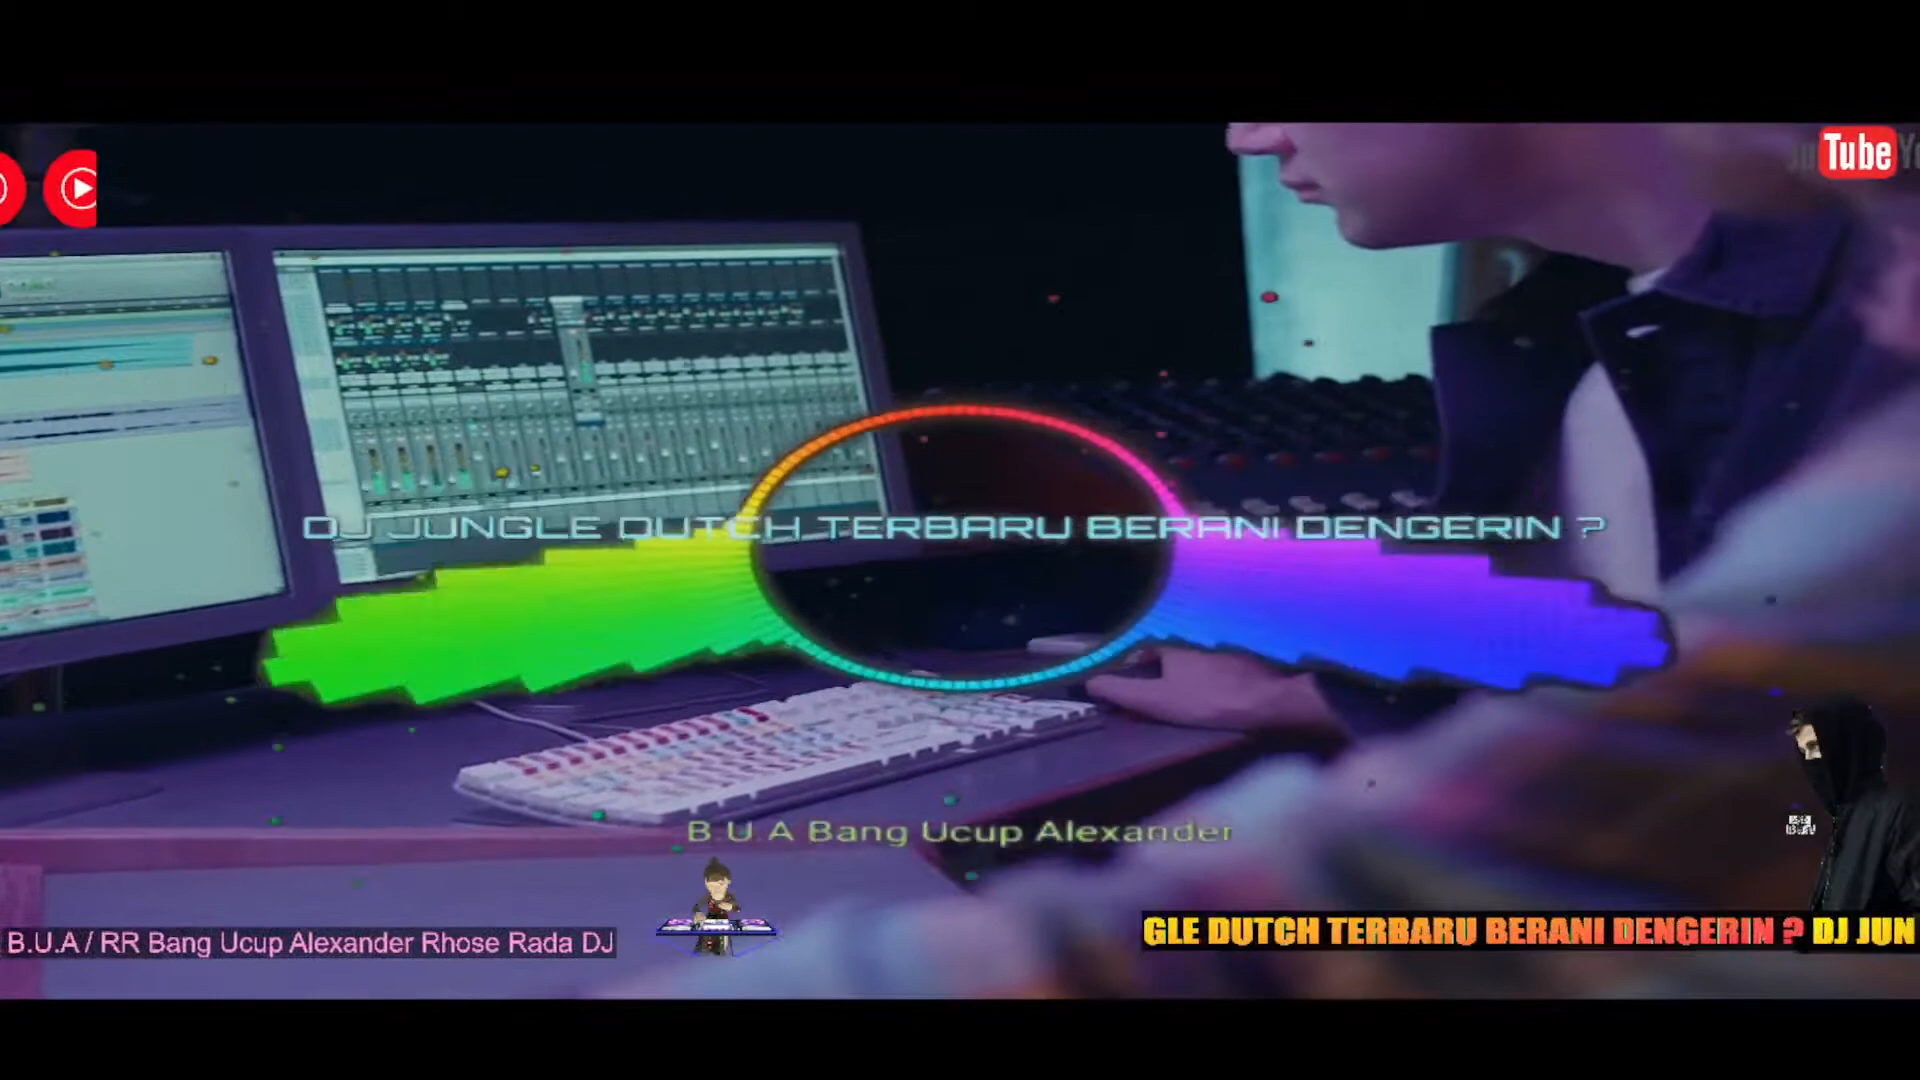 Tube
DJ JUNGLE DUTCH TERBARU BERANI DENGERIN ?
B.U.A Bang Ucup Alexander
B.U.A / RR Bang Ucup Alexander Rhose Rada DJ
GLE DUTCH TERBARU BERANI DENGERIN ? DJ JUN